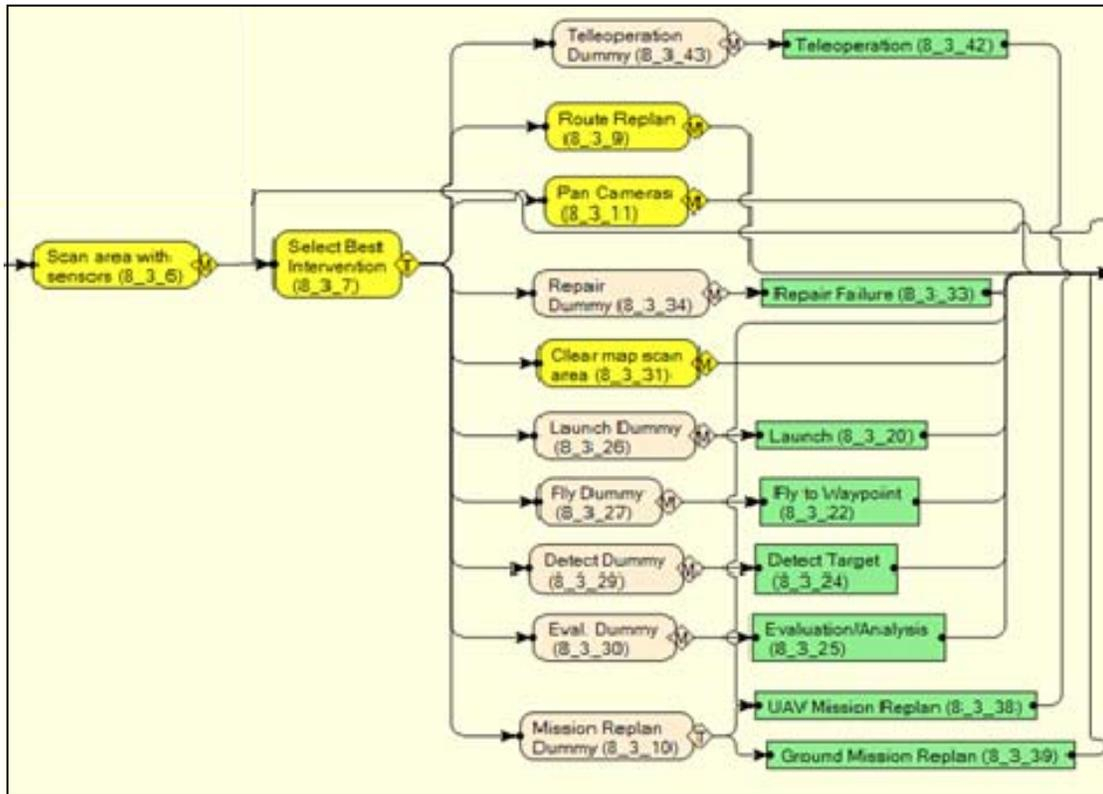 Telleoperation
Dummy (8_3_43)
M
Teleoperation (8_3_42)
Route Replan
(8_3_9)
M
Pan Cameras
(8_3_11)
M
Scan area with
sensors (8_3_6)
M
Select Best
Intervention
(8_3_7)
T
Repair
Dummy (8_3_34)
M
Repair Failure (8_3_33)
Clear map scan
area (8_3_31)
M
Launch Dummy
(8_3_26)
M
Launch (8_3_20)
Fly Dummy
(8_3_27)
M
Fly to Waypoint
(8_3_22)
Detect Dummy
(8_3_29)
M
Detect Target
(8_3_24)
Eval. Dummy
(8_3_30)
M
Evaluation/Analysis
(8_3_25)
UAV Mission Replan (8_3_38)
Mission Replan
Dummy (8_3_10)
T
Ground Mission Replan (8_3_39)